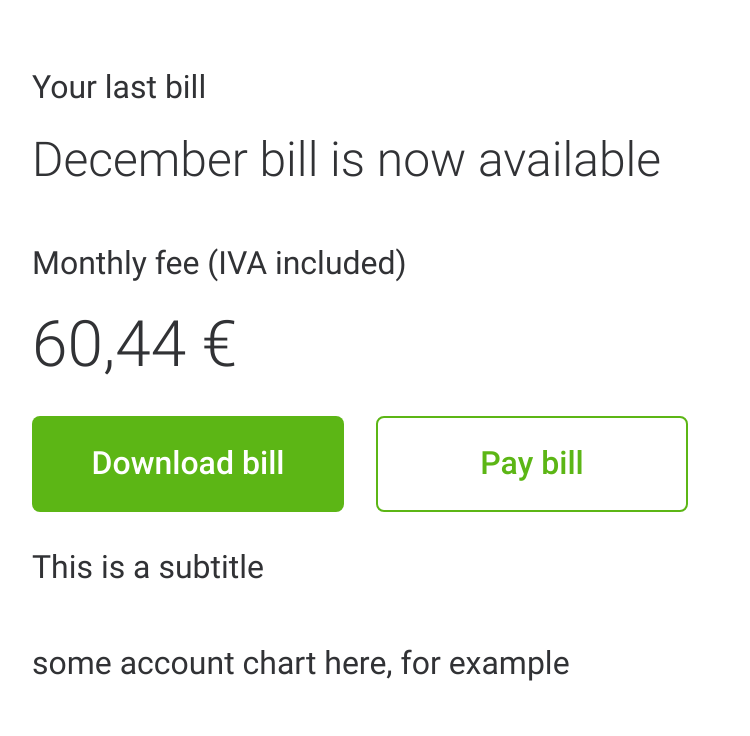 Your last bill
December bill is now available
Monthly fee (IVA included)
60,44 €
Download bill
Pay bill
This is a subtitle
some account chart here, for example